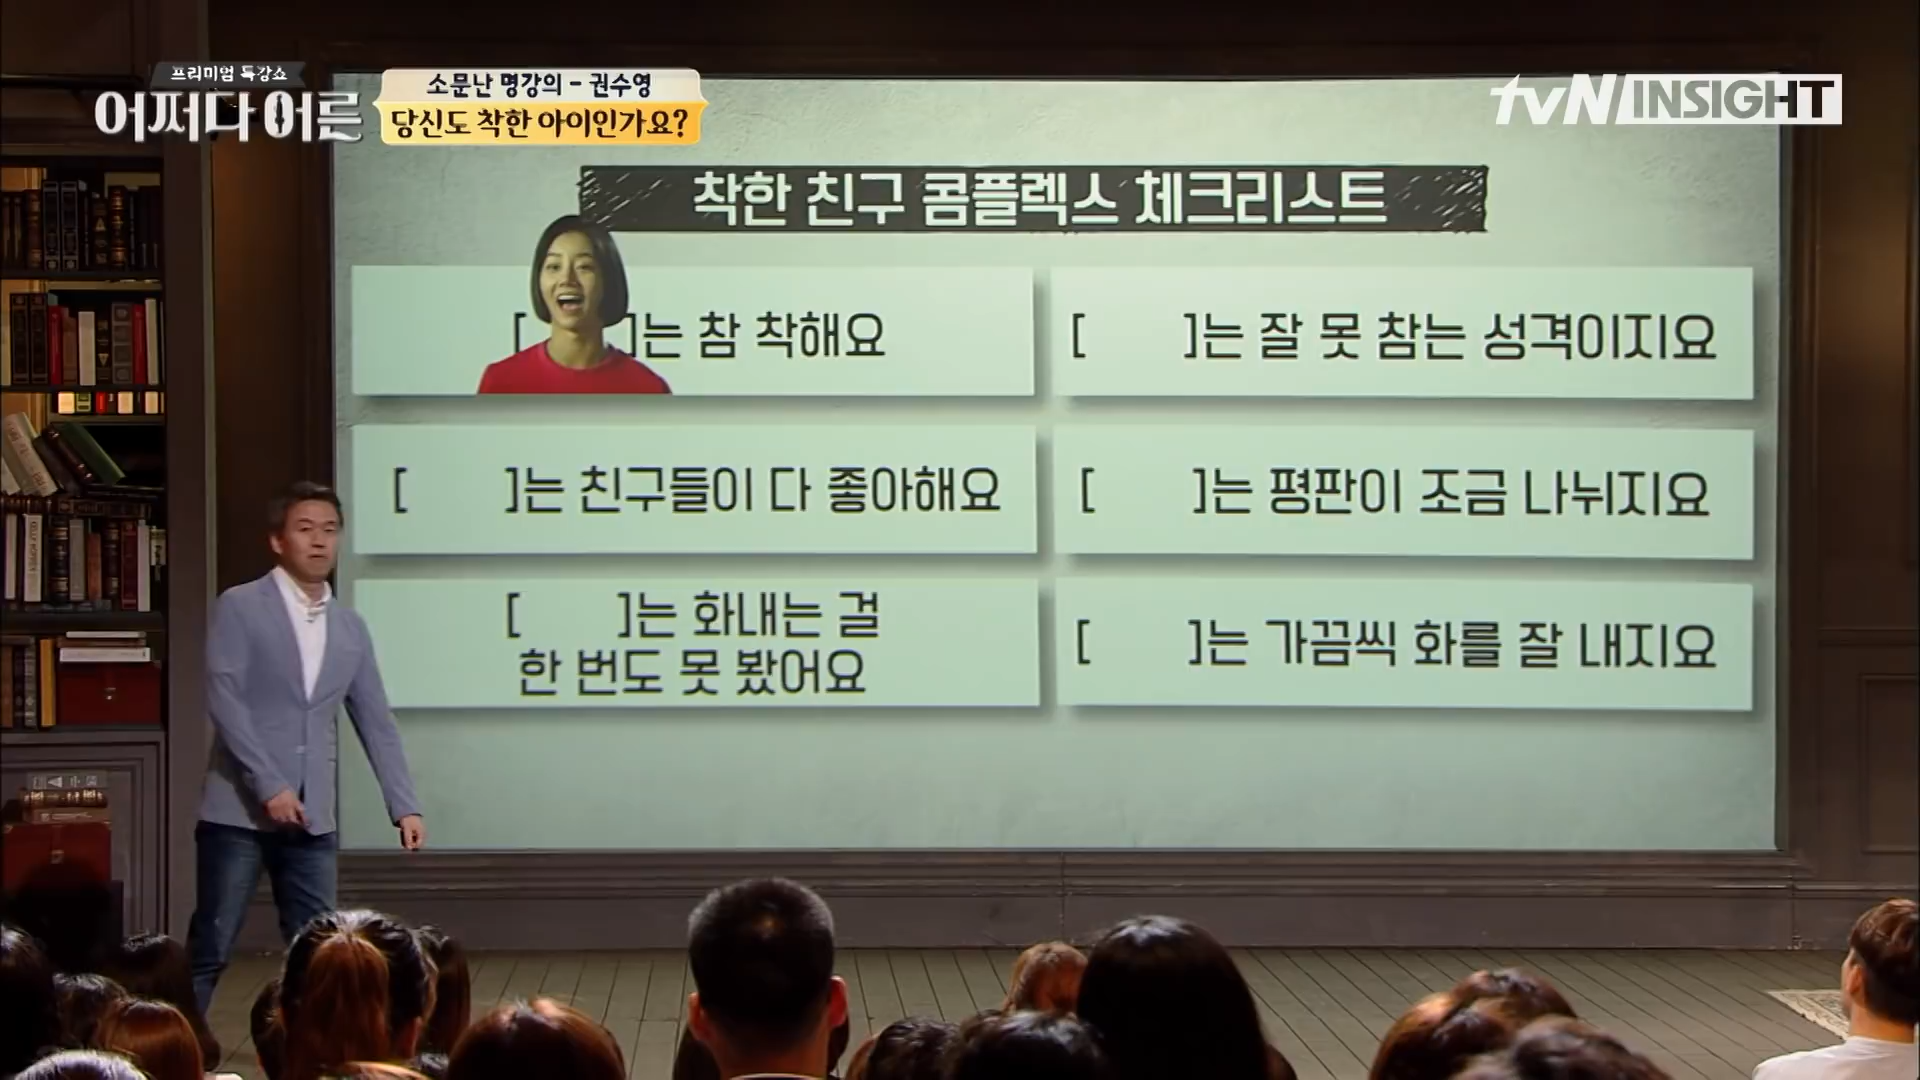 프리미엄 특강쇼
어쩌다 어른
소문난 명강의 - 권수영
당신도 착한 아이인가요?
tvN INSIGHT
착한 친구 콤플렉스 체크리스트
[ ]는 참 착해요
[ ]는 잘 못 참는 성격이지요
[ ]는 친구들이 다 좋아해요
[ ]는 평판이 조금 나뉘지요
[ ]는 화내는 걸
한 번도 못 봤어요
[ ]는 가끔씩 화를 잘 내지요